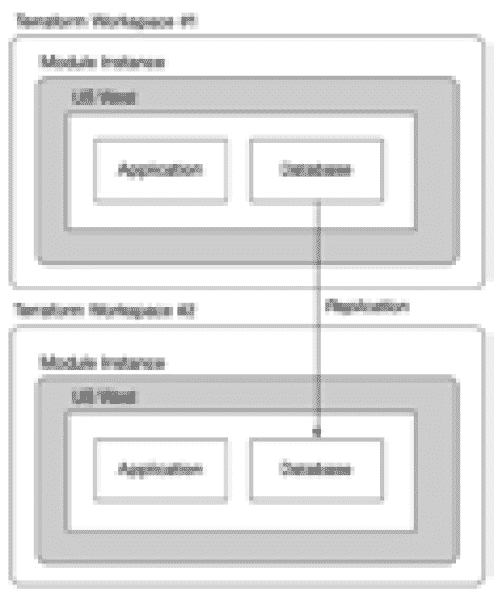 Terraform Workspace #1
Module Instance
US West
Application
Database
Replication
Terraform Workspace #2
Module Instance
US West
Application
Database